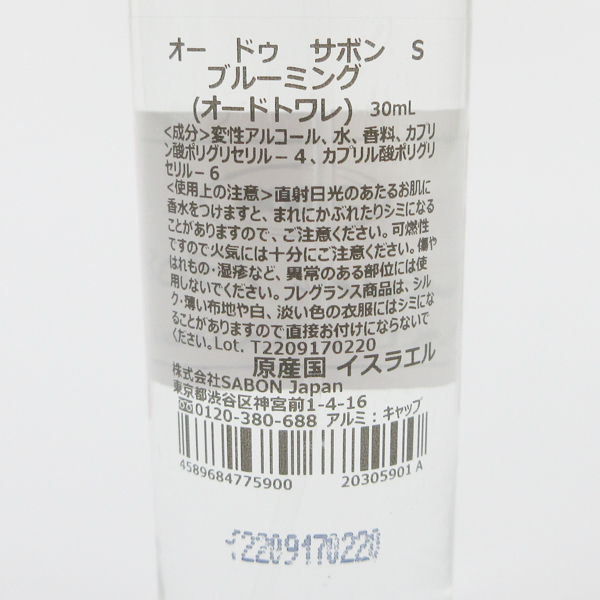 オー ドゥ サボン S
ブルーミング
(オードトワレ) 30mL
<成分>変性アルコール、水、香料、カプリ
ン酸ポリグリセリル－4、カプリル酸ポリグリ
セリル－6
<使用上の注意>直射日光のあたるお肌に
香水をつけますと、まれにかぶれたりシミになる
ことがありますので、ご注意ください。可燃性
ですので火気には十分にご注意ください。傷や
はれもの・湿疹など、異常のある部位には使
用しないでください。フレグランス商品は、シル
ク・薄い布地や白、淡い色の衣服にはシミにな
ることがありますので直接お付けにならないで
ください。Lot. T2209170220
原産国 イスラエル
株式会社SABON Japan
東京都渋谷区神宮前1-4-16
0120-380-688 アルミ：キャップ
4589684775900 20305901 A
T2209170220